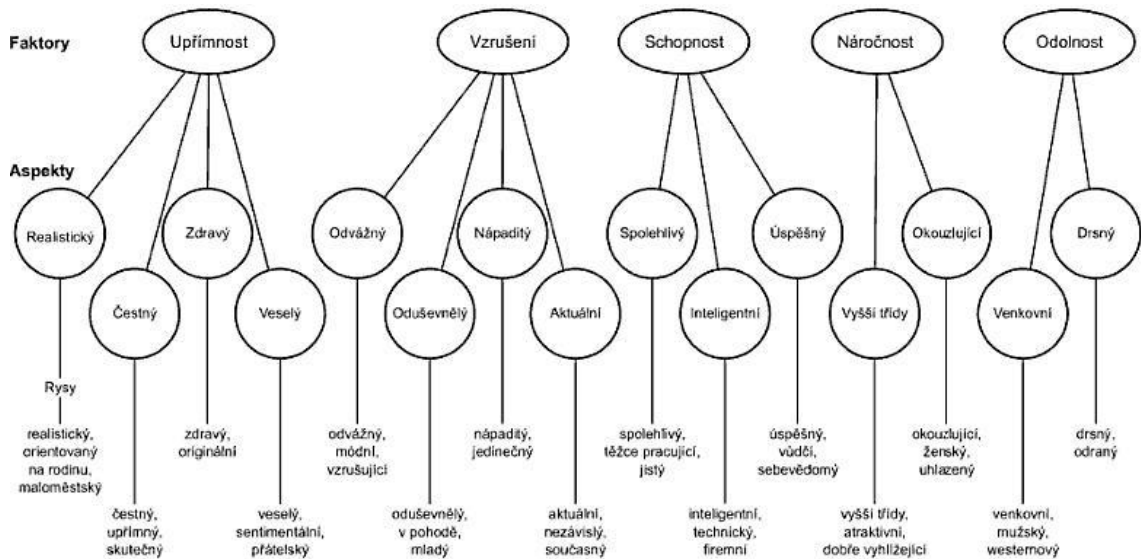 Faktory
Upřímnost
Vzrušení
Schopnost
Náročnost
Odolnost
Aspekty
Realistický
Zdravý
Odvážný
Nápaditý
Spolehlivý
Úspěšný
Okouzlující
Drsný
Čestný
Veselý
Oduševnělý
Aktuální
Inteligentní
Vyšší třídy
Venkovní
Rysy
realistický,
orientovaný
na rodinu,
maloměstský
zdravý,
originální
odvážný,
módní,
vzrušující
nápaditý,
jedinečný
spolehlivý,
těžce pracující,
jistý
úspěšný,
vůdčí,
sebevědomý
okouzlující,
ženský,
uhlazený
drsný,
odraný
čestný,
upřímný,
skutečný
veselý,
sentimentální,
přátelský
oduševnělý,
v pohodě,
mladý
aktuální,
nezávislý,
současný
inteligentní,
technický,
firemní
vyšší třídy,
atraktivní,
dobře vyhlížející
venkovní,
mužský,
westernový